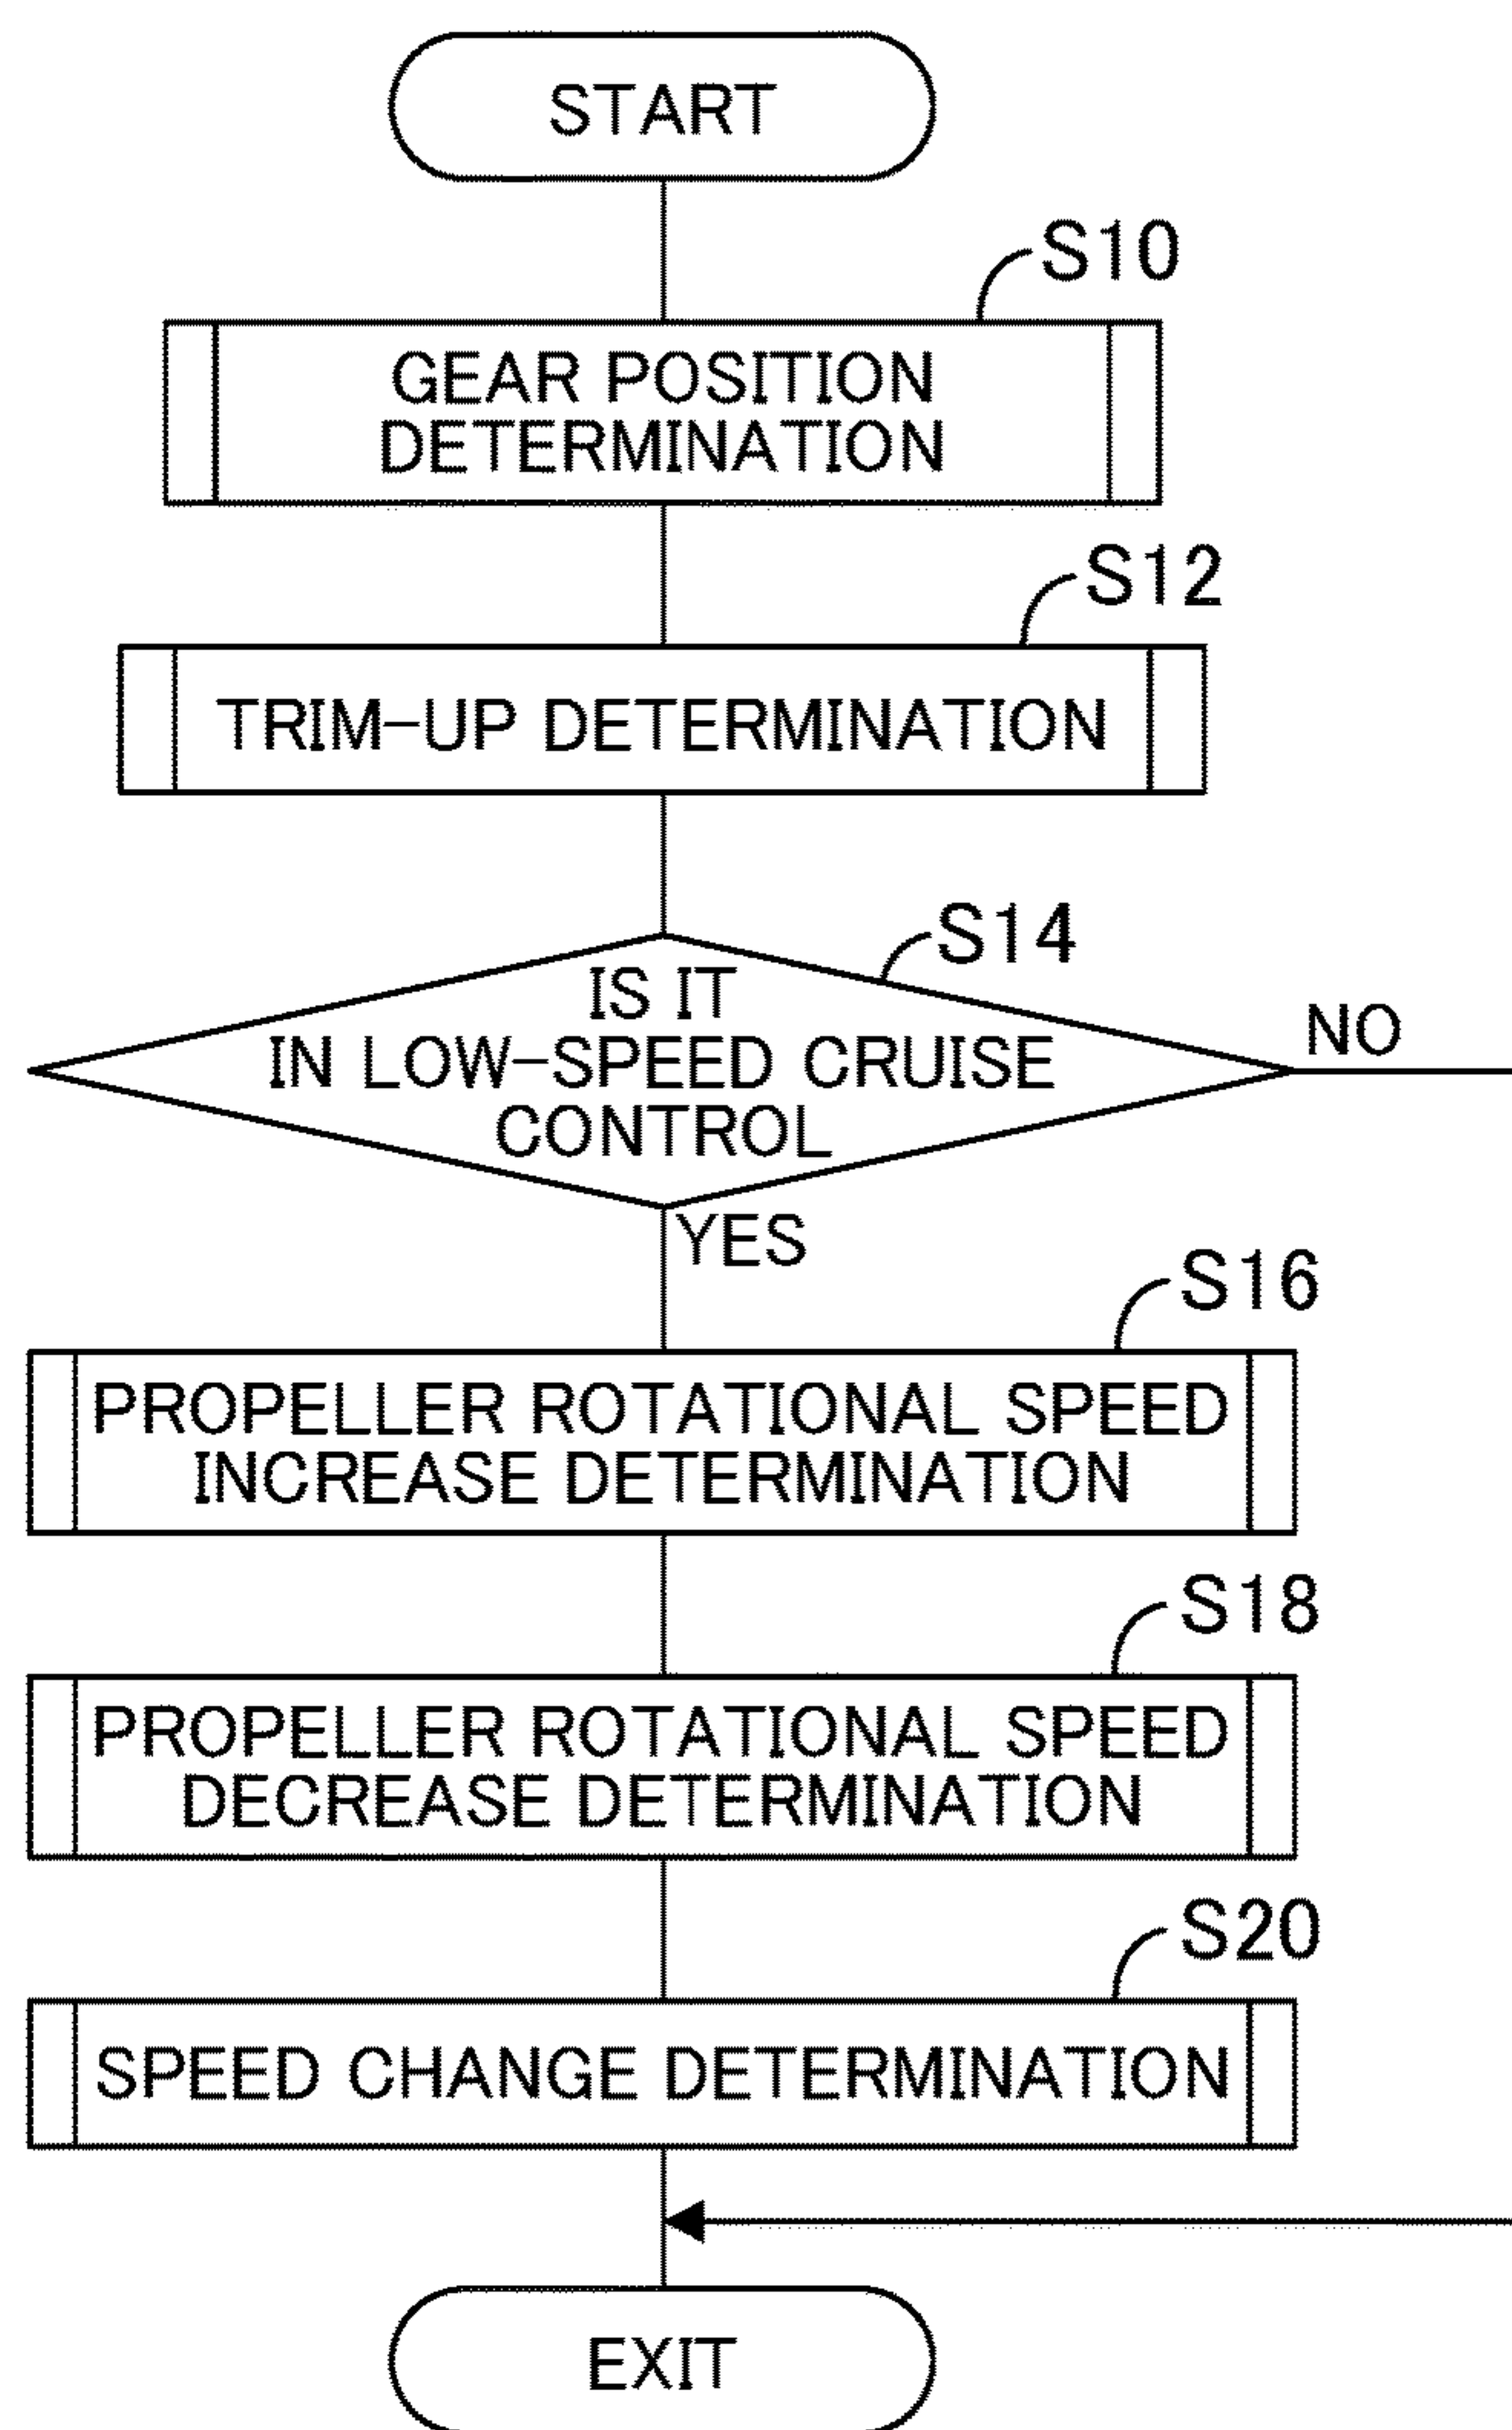 START
S10
GEAR POSITION
DETERMINATION
S12
TRIM-UP DETERMINATION
S14
IS IT
IN LOW-SPEED CRUISE
CONTROL
NO
YES
S16
PROPELLER ROTATIONAL SPEED
INCREASE DETERMINATION
S18
PROPELLER ROTATIONAL SPEED
DECREASE DETERMINATION
S20
SPEED CHANGE DETERMINATION
EXIT